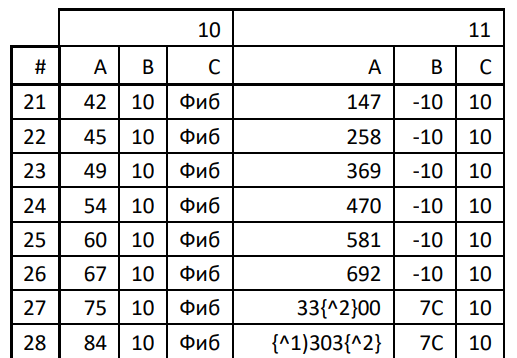 10 11
# A B C A B C
21 42 10 Фиб 147 -10 10
22 45 10 Фиб 258 -10 10
23 49 10 Фиб 369 -10 10
24 54 10 Фиб 470 -10 10
25 60 10 Фиб 581 -10 10
26 67 10 Фиб 692 -10 10
27 75 10 Фиб 33{^2}00 7C 10
28 84 10 Фиб {^1)303{^2} 7C 10